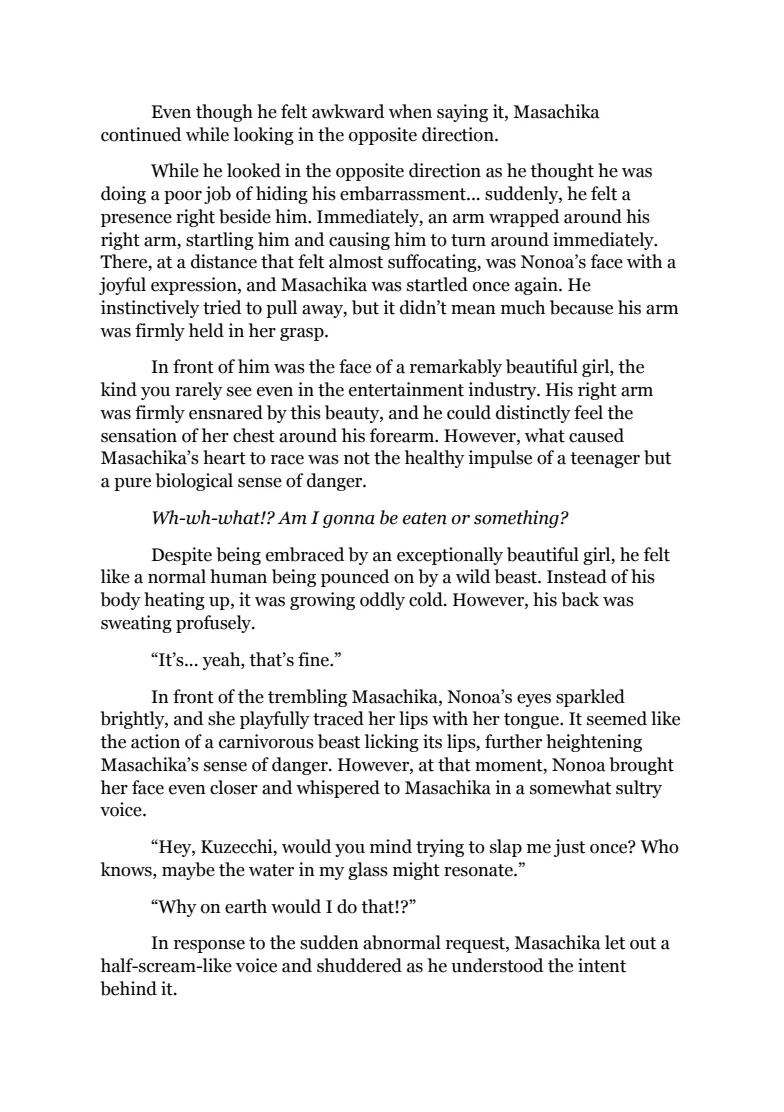 Even though he felt awkward when saying it, Masachika
continued while looking in the opposite direction.
While he looked in the opposite direction as he thought he was
doing a poor job of hiding his embarrassment... suddenly, he felt a
presence right beside him. Immediately, an arm wrapped around his
right arm, startling him and causing him to turn around immediately.
There, at a distance that felt almost suffocating, was Nonoa’s face with a
joyful expression, and Masachika was startled once again. He
instinctively tried to pull away, but it didn’t mean much because his arm
was firmly held in her grasp.
In front of him was the face of a remarkably beautiful girl, the
kind you rarely see even in the entertainment industry. His right arm
was firmly ensnared by this beauty, and he could distinctly feel the
sensation of her chest around his forearm. However, what caused
Masachika’s heart to race was not the healthy impulse of a teenager but
a pure biological sense of danger.
Wh-wh-what!? Am I gonna be eaten or something?
Despite being embraced by an exceptionally beautiful girl, he felt
like a normal human being pounced on by a wild beast. Instead of his
body heating up, it was growing oddly cold. However, his back was
sweating profusely.
“It’s... yeah, that’s fine.”
In front of the trembling Masachika, Nonoa’s eyes sparkled
brightly, and she playfully traced her lips with her tongue. It seemed like
the action of a carnivorous beast licking its lips, further heightening
Masachika’s sense of danger. However, at that moment, Nonoa brought
her face even closer and whispered to Masachika in a somewhat sultry
voice.
“Hey, Kuzecchi, would you mind trying to slap me just once? Who
knows, maybe the water in my glass might resonate.”
“Why on earth would I do that!?”
In response to the sudden abnormal request, Masachika let out a
half-scream-like voice and shuddered as he understood the intent
behind it.